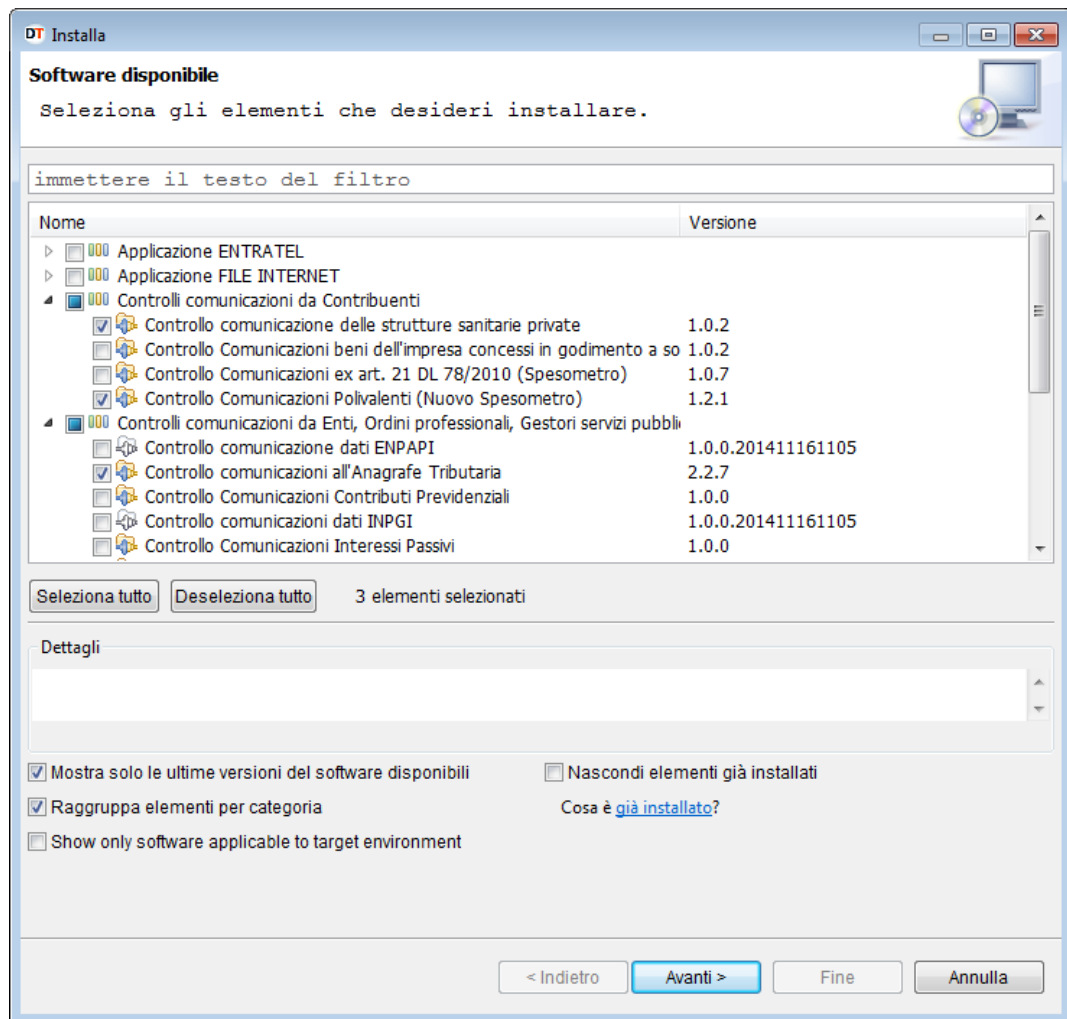 DT Installa
Software disponibile
Seleziona gli elementi che desideri installare.
immettere il testo del filtro
Nome Versione
Applicazione ENTRATEL
Applicazione FILE INTERNET
Controlli comunicazioni da Contribuenti
Controllo comunicazione delle strutture sanitarie private 1.0.2
Controllo Comunicazioni beni dell'impresa concessi in godimento a so 1.0.2
Controllo Comunicazioni ex art. 21 DL 78/2010 (Spesometro) 1.0.7
Controllo Comunicazioni Polivalenti (Nuovo Spesometro) 1.2.1
Controlli comunicazioni da Enti, Ordini professionali, Gestori servizi pubbli
Controllo comunicazione dati ENPAPI 1.0.0.201411161105
Controllo comunicazioni all'Anagrafe Tributaria 2.2.7
Controllo Comunicazioni Contributi Previdenziali 1.0.0
Controllo comunicazioni dati INPGI 1.0.0.201411161105
Controllo Comunicazioni Interessi Passivi 1.0.0
Seleziona tutto Deseleziona tutto 3 elementi selezionati
Dettagli
Mostra solo le ultime versioni del software disponibili Nascondi elementi già installati
Raggruppa elementi per categoria Cosa è già installato?
Show only software applicable to target environment
< Indietro Avanti > Fine Annulla